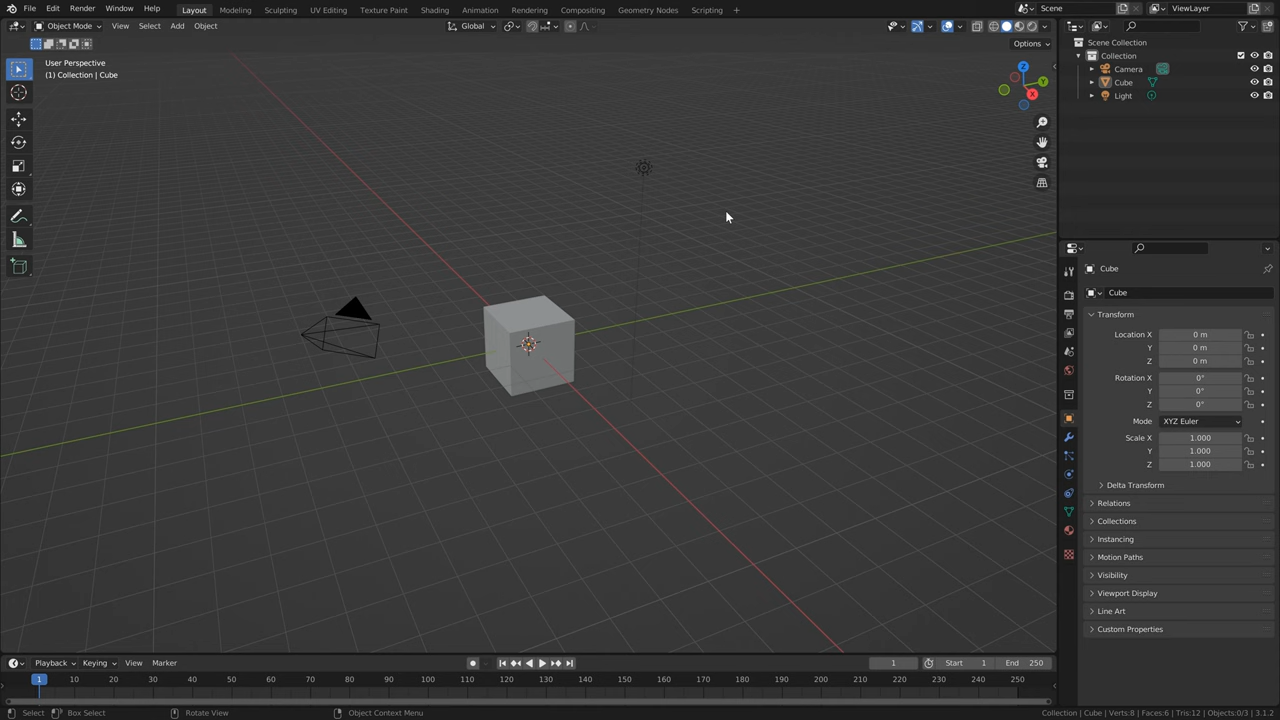 File Edit Render Window Help Layout Modeling Sculpting UV Editing Texture Paint Shading Animation Rendering Compositing Geometry Nodes Scripting + Scene ViewLayer
Object Mode View Select Add Object Global
Options
User Perspective
(1) Collection | Cube
Z
Y
X
Scene Collection
Collection
Camera
Cube
Light
Cube
Cube
Transform
Location X 0 m
Y 0 m
Z 0 m
Rotation X 0°
Y 0°
Z 0°
Mode XYZ Euler
Scale X 1.000
Y 1.000
Z 1.000
Delta Transform
Relations
Collections
Instancing
Motion Paths
Visibility
Viewport Display
Line Art
Custom Properties
Playback Keying View Marker 1 Start 1 End 250
1 10 20 30 40 50 60 70 80 90 100 110 120 130 140 150 160 170 180 190 200 210 220 230 240 250
Select Box Select Rotate View Object Context Menu Collection | Cube | Verts:8 | Faces:6 | Tris:12 | Objects:0/3 | 3.1.2